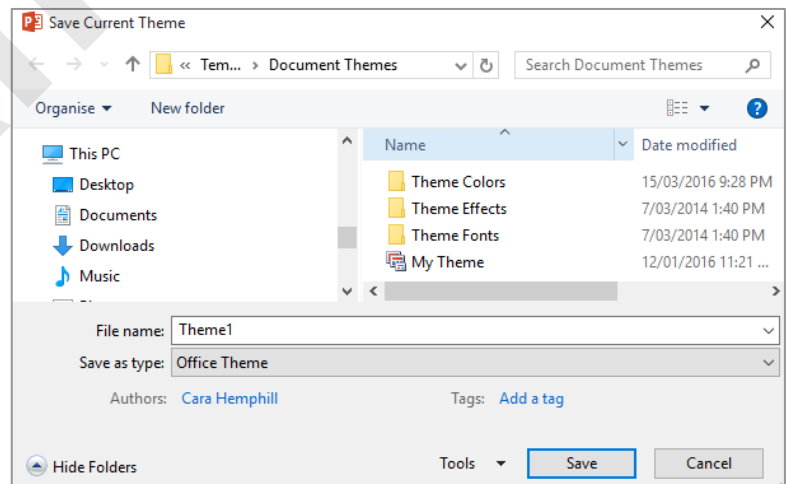 Save Current Theme
« Tem... › Document Themes
Search Document Themes
Organise
New folder
This PC
Desktop
Documents
Downloads
Music
Name
Date modified
Theme Colors 15/03/2016 9:28 PM
Theme Effects 7/03/2014 1:40 PM
Theme Fonts 7/03/2014 1:40 PM
My Theme 12/01/2016 11:21 ...
File name: Theme1
Save as type: Office Theme
Authors: Cara Hemphill
Tags: Add a tag
Hide Folders
Tools
Save
Cancel